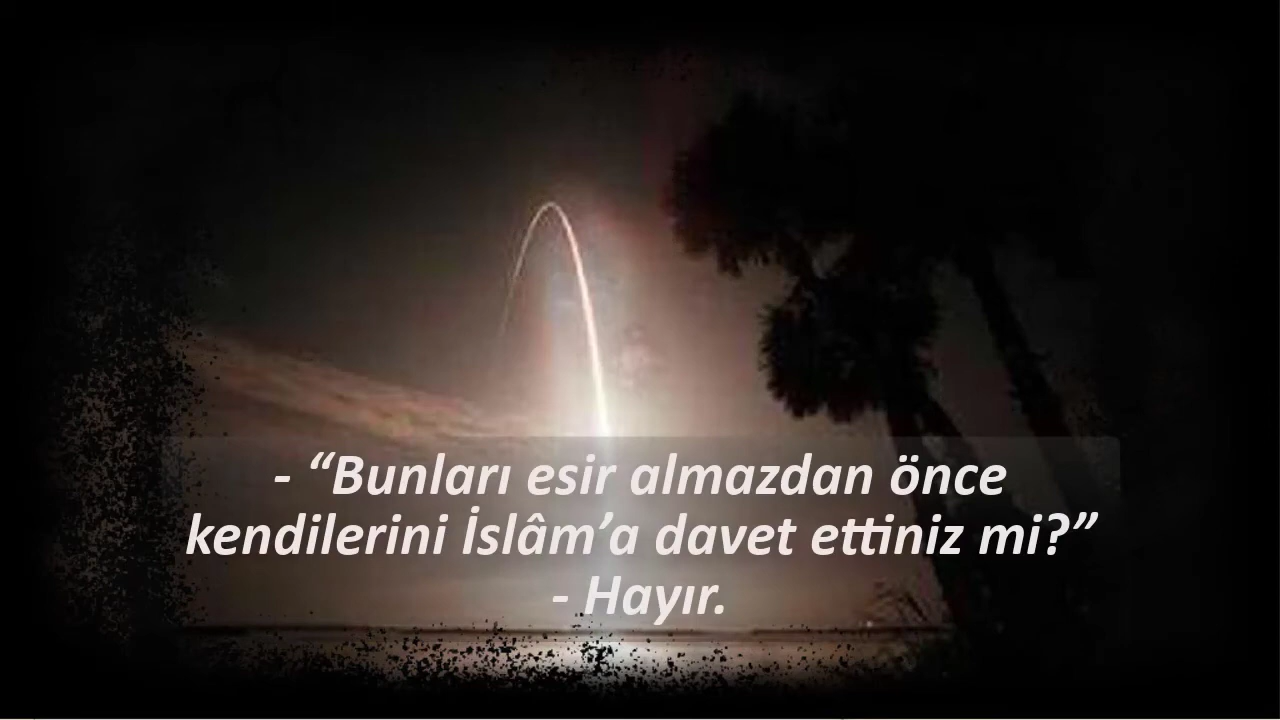 - “Bunları esir almazdan önce
kendilerini İslâm’a davet ettiniz mi?”
- Hayır.